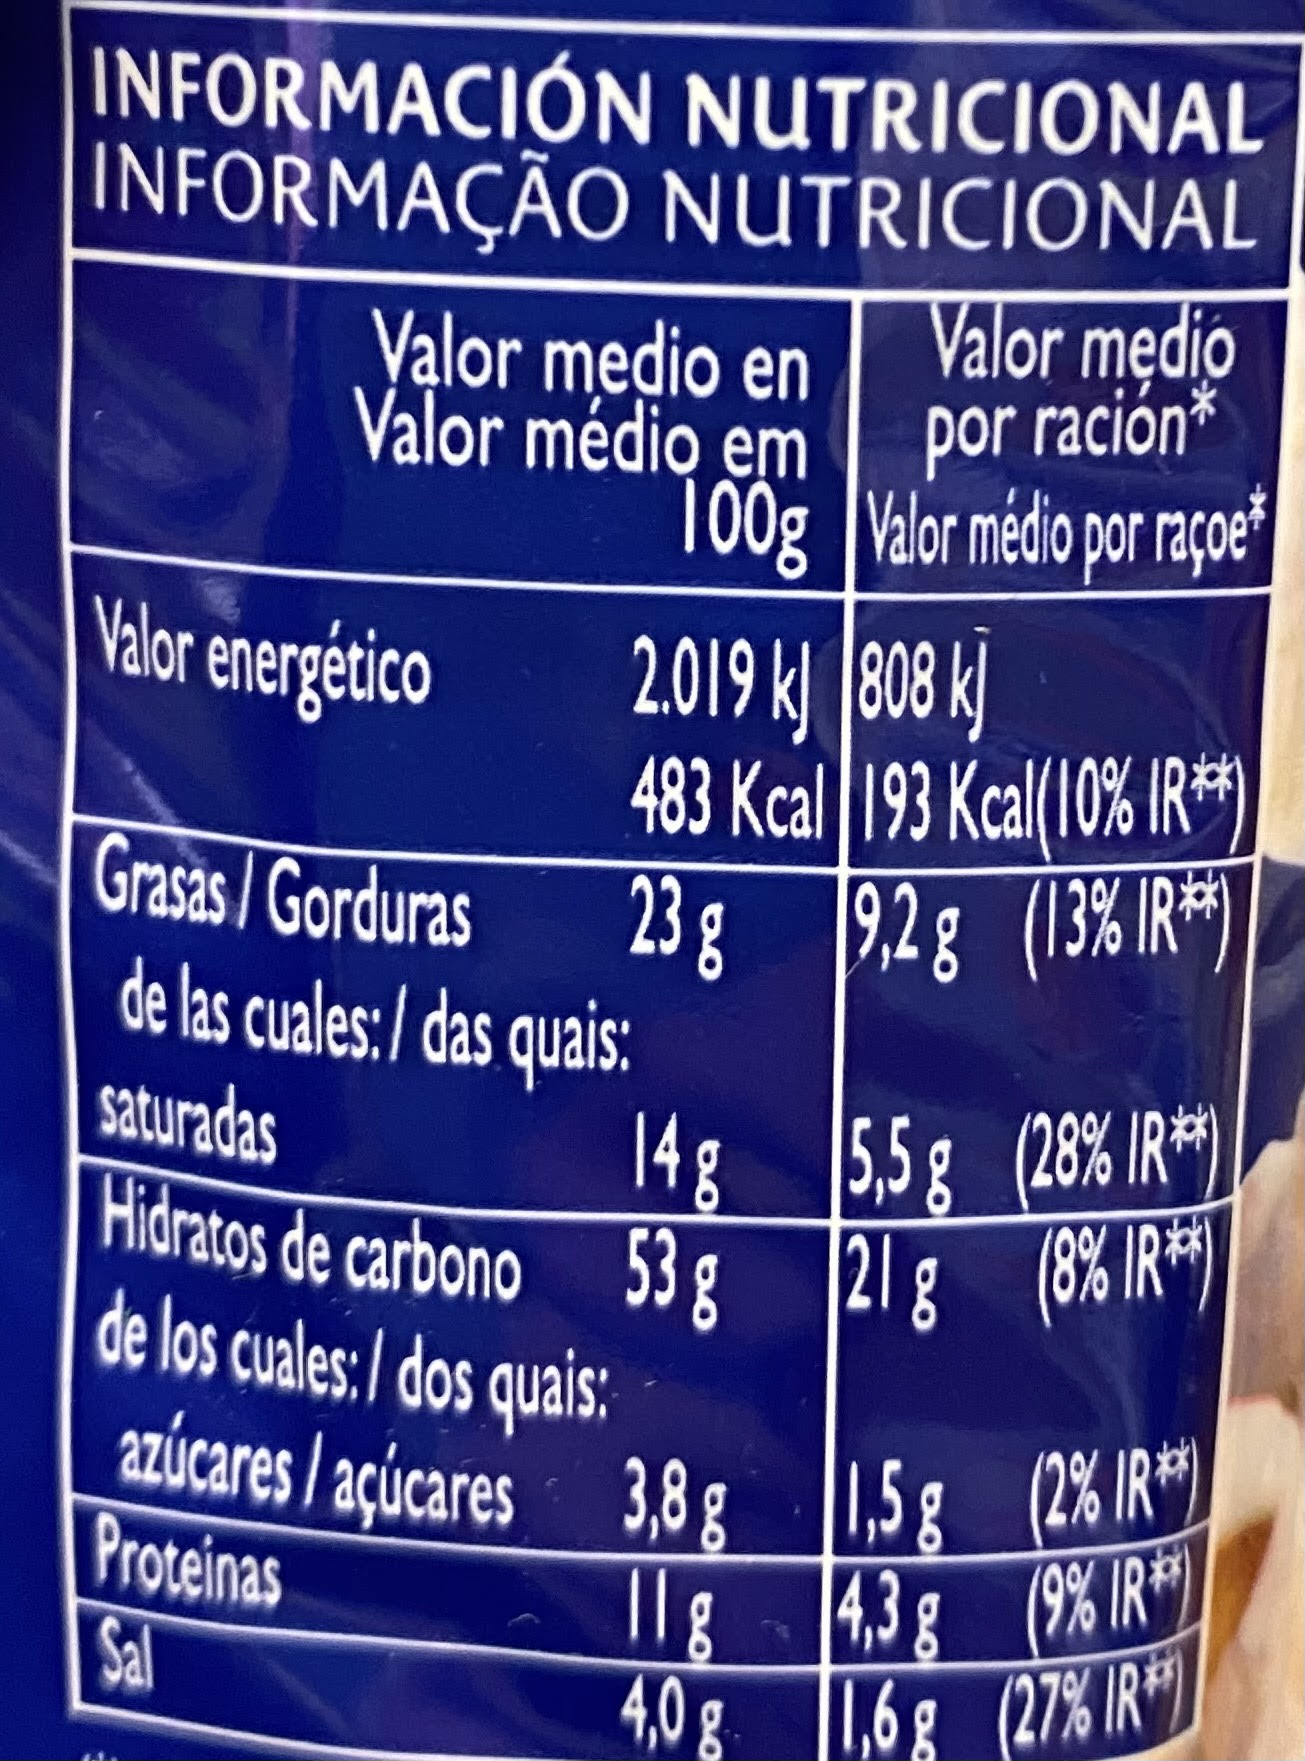 INFORMACIÓN NUTRICIONAL
INFORMAÇÃO NUTRICIONAL
Valor medio en
Valor médio em
100g
Valor medio
por ración*
Valor médio por raçoe*
Valor energético 2.019 kJ 808 kJ
483 Kcal 193 Kcal(10% IR**)
Grasas / Gorduras 23 g 9,2 g (13% IR**)
de las cuales: / das quais:
saturadas 14 g 5,5 g (28% IR**)
Hidratos de carbono 53 g 21 g (8% IR**)
de los cuales: / dos quais:
azúcares / açúcares 3,8 g 1,5 g (2% IR**)
Proteinas 11 g 4,3 g (9% IR**)
Sal 4,0 g 1,6 g (27% IR**)